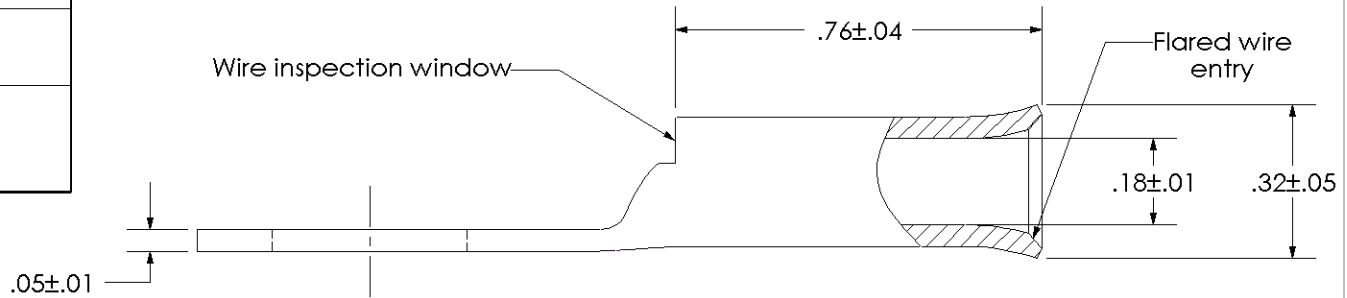 .76±.04
Flared wire
entry
Wire inspection window
.18±.01
.32±.05
.05±.01